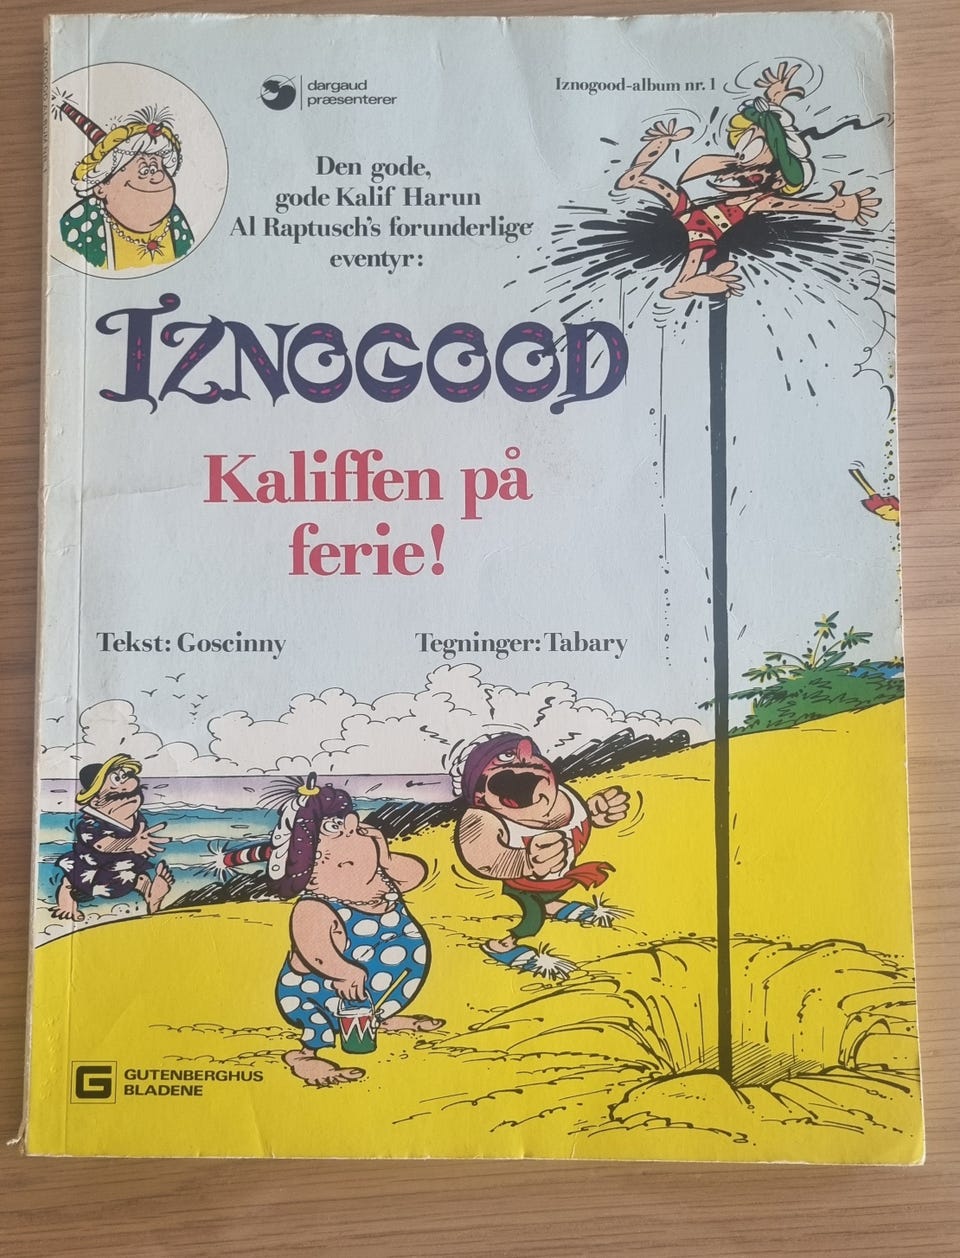 dargaud
præsenterer
Iznogood-album nr. 1
Den gode,
gode Kalif Harun
Al Raptusch's forunderlige
eventyr:
IZNOGOOD
Kaliffen på
ferie!
Tekst: Goscinny
Tegninger: Tabary
G
GUTENBERGHUS
BLADENE